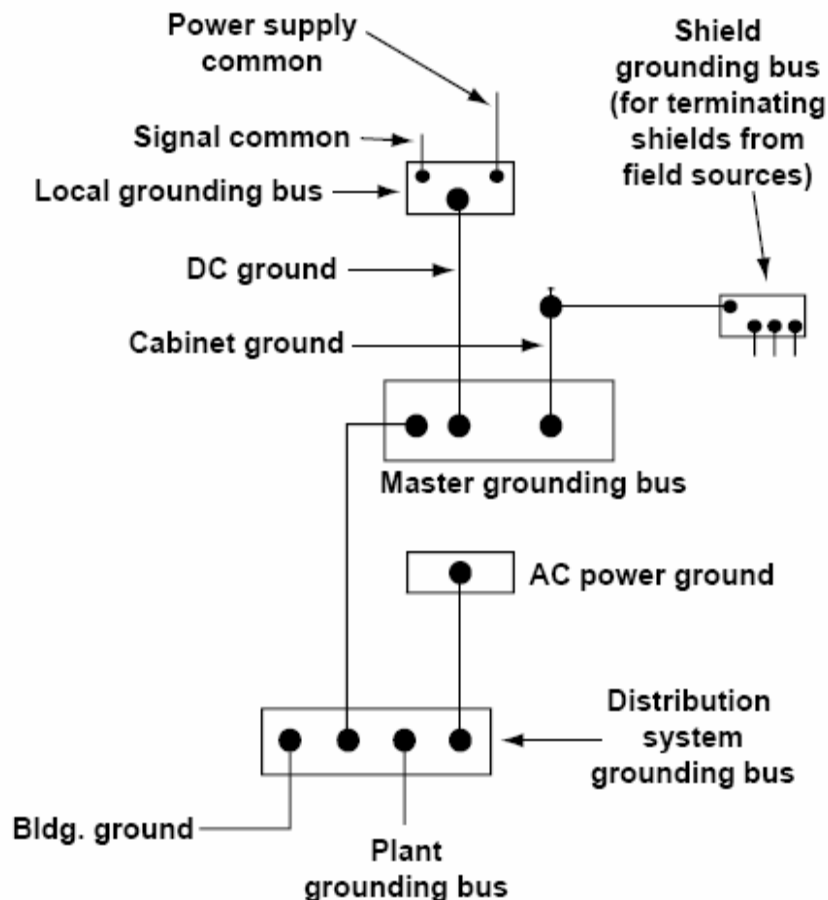 Power supply
common
Shield
grounding bus
(for terminating
shields from
field sources)
Signal common
Local grounding bus
DC ground
Cabinet ground
Master grounding bus
AC power ground
Distribution
system
grounding bus
Bldg. ground
Plant
grounding bus